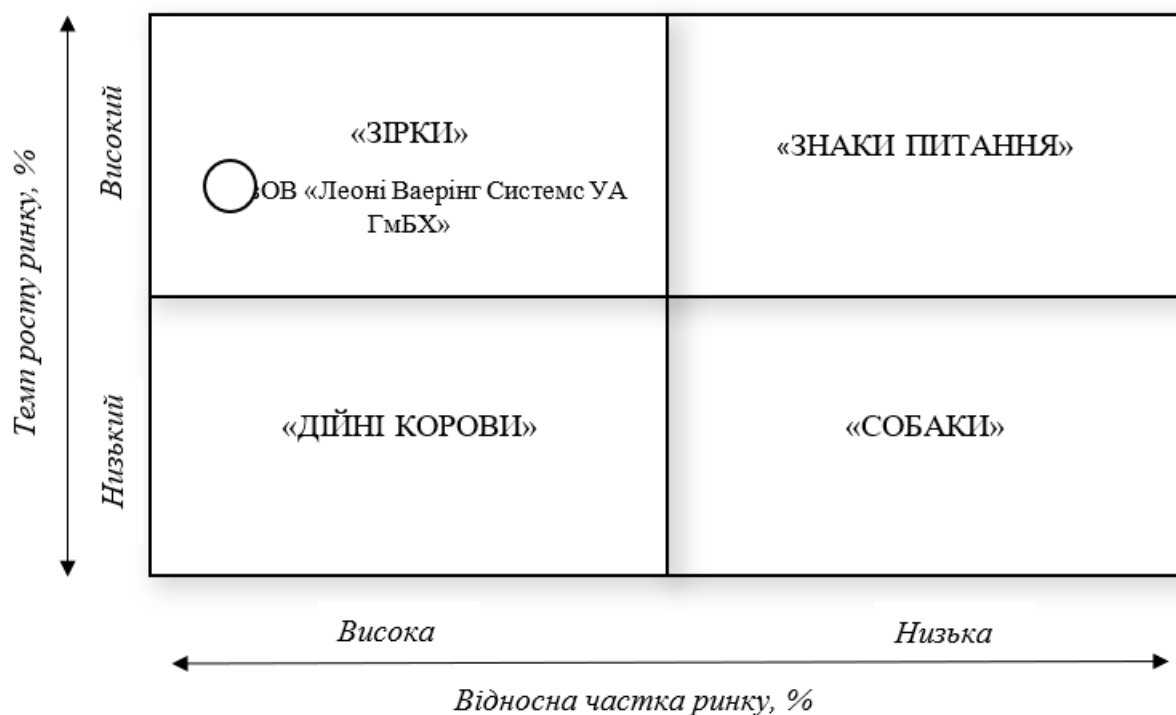 Темп росту ринку, %
Високий
Низький
«ЗІРКИ»
ОВ «Леоні Ваерінг Системс УА
ГмБХ»
«ЗНАКИ ПИТАННЯ»
«ДІЙНІ КОРОВИ»
«СОБАКИ»
Висока
Низька
Відносна частка ринку, %